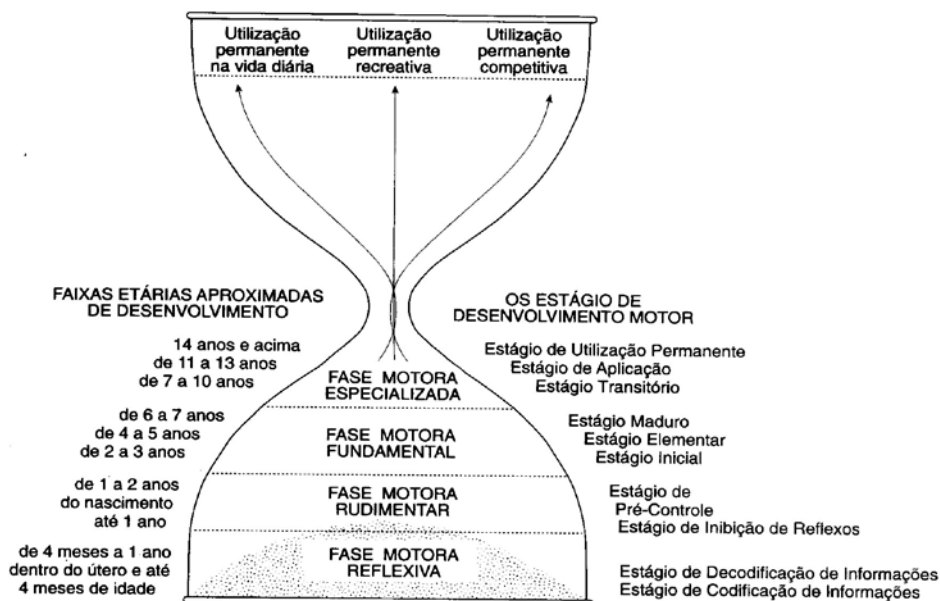 Utilização permanente na vida diária
Utilização permanente recreativa
Utilização permanente competitiva
FAIXAS ETÁRIAS APROXIMADAS
DE DESENVOLVIMENTO
OS ESTÁGIO DE
DESENVOLVIMENTO MOTOR
14 anos e acima
de 11 a 13 anos
de 7 a 10 anos
FASE MOTORA
ESPECIALIZADA
Estágio de Utilização Permanente
Estágio de Aplicação
Estágio Transitório
de 6 a 7 anos
de 4 a 5 anos
de 2 a 3 anos
FASE MOTORA
FUNDAMENTAL
Estágio Maduro
Estágio Elementar
Estágio Inicial
de 1 a 2 anos
do nascimento
até 1 ano
FASE MOTORA
RUDIMENTAR
Estágio de
Pré-Controle
Estágio de Inibição de Reflexos
de 4 meses a 1 ano
dentro do útero e até
4 meses de idade
FASE MOTORA
REFLEXIVA
Estágio de Decodificação de Informações
Estágio de Codificação de Informações